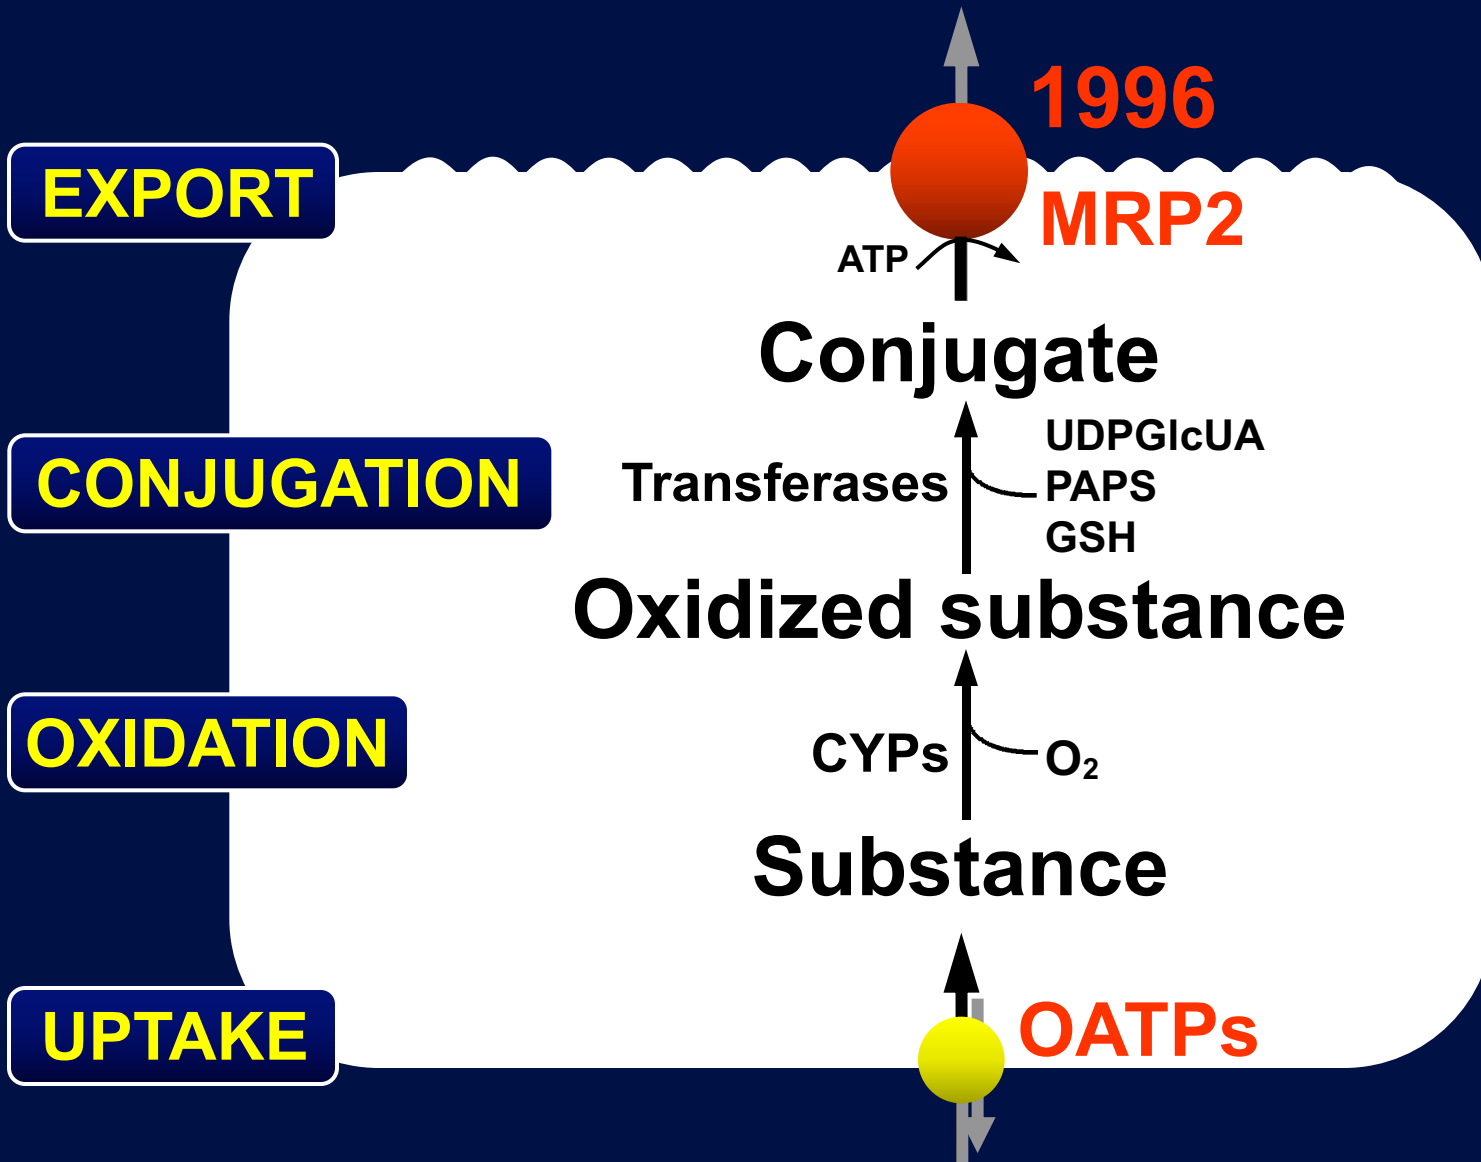 1996
EXPORT
MRP2
ATP
Conjugate
UDPGlcUA
CONJUGATION
Transferases
PAPS
GSH
Oxidized substance
OXIDATION
CYPs
O₂
Substance
UPTAKE
OATPs